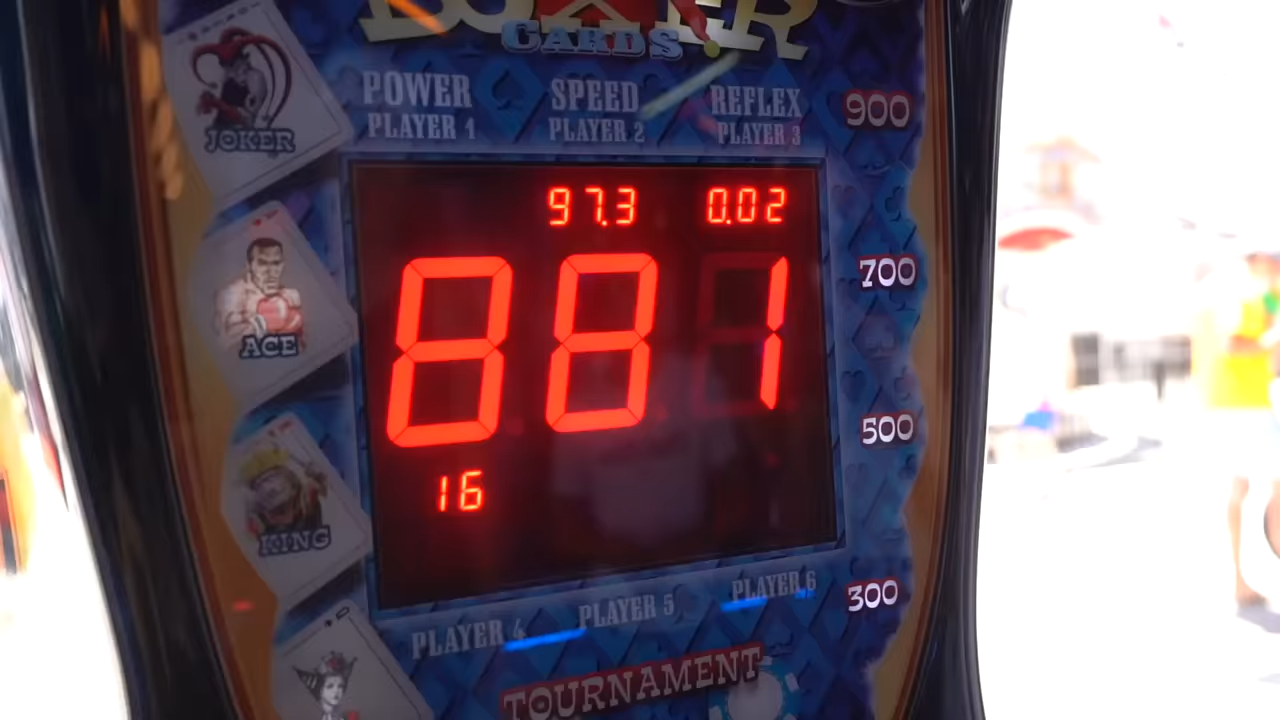 BOXER
CARDS
POWER SPEED REFLEX
PLAYER 1 PLAYER 2 PLAYER 3
900
JOKER
97.3 0.02
881
700
ACE
500
16
KING
300
PLAYER 4 PLAYER 5 PLAYER 6
TOURNAMENT